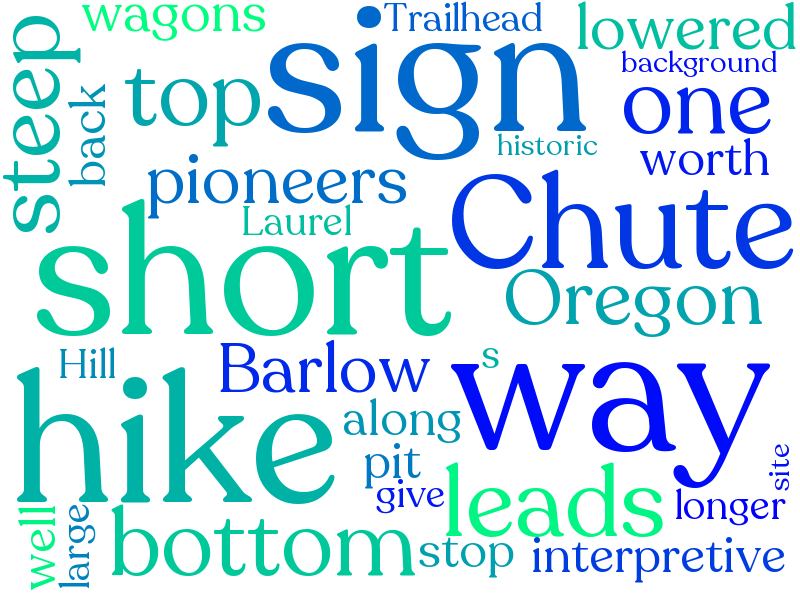 wagons
Trailhead
lowered
steep
back
top
sign
background
one
historic
worth
pioneers
Laurel
Chute
short
Oregon
Hill
Barlow
s
way
hike
along
pit
give
leads
longer
site
well
large
bottom
stop
interpretive